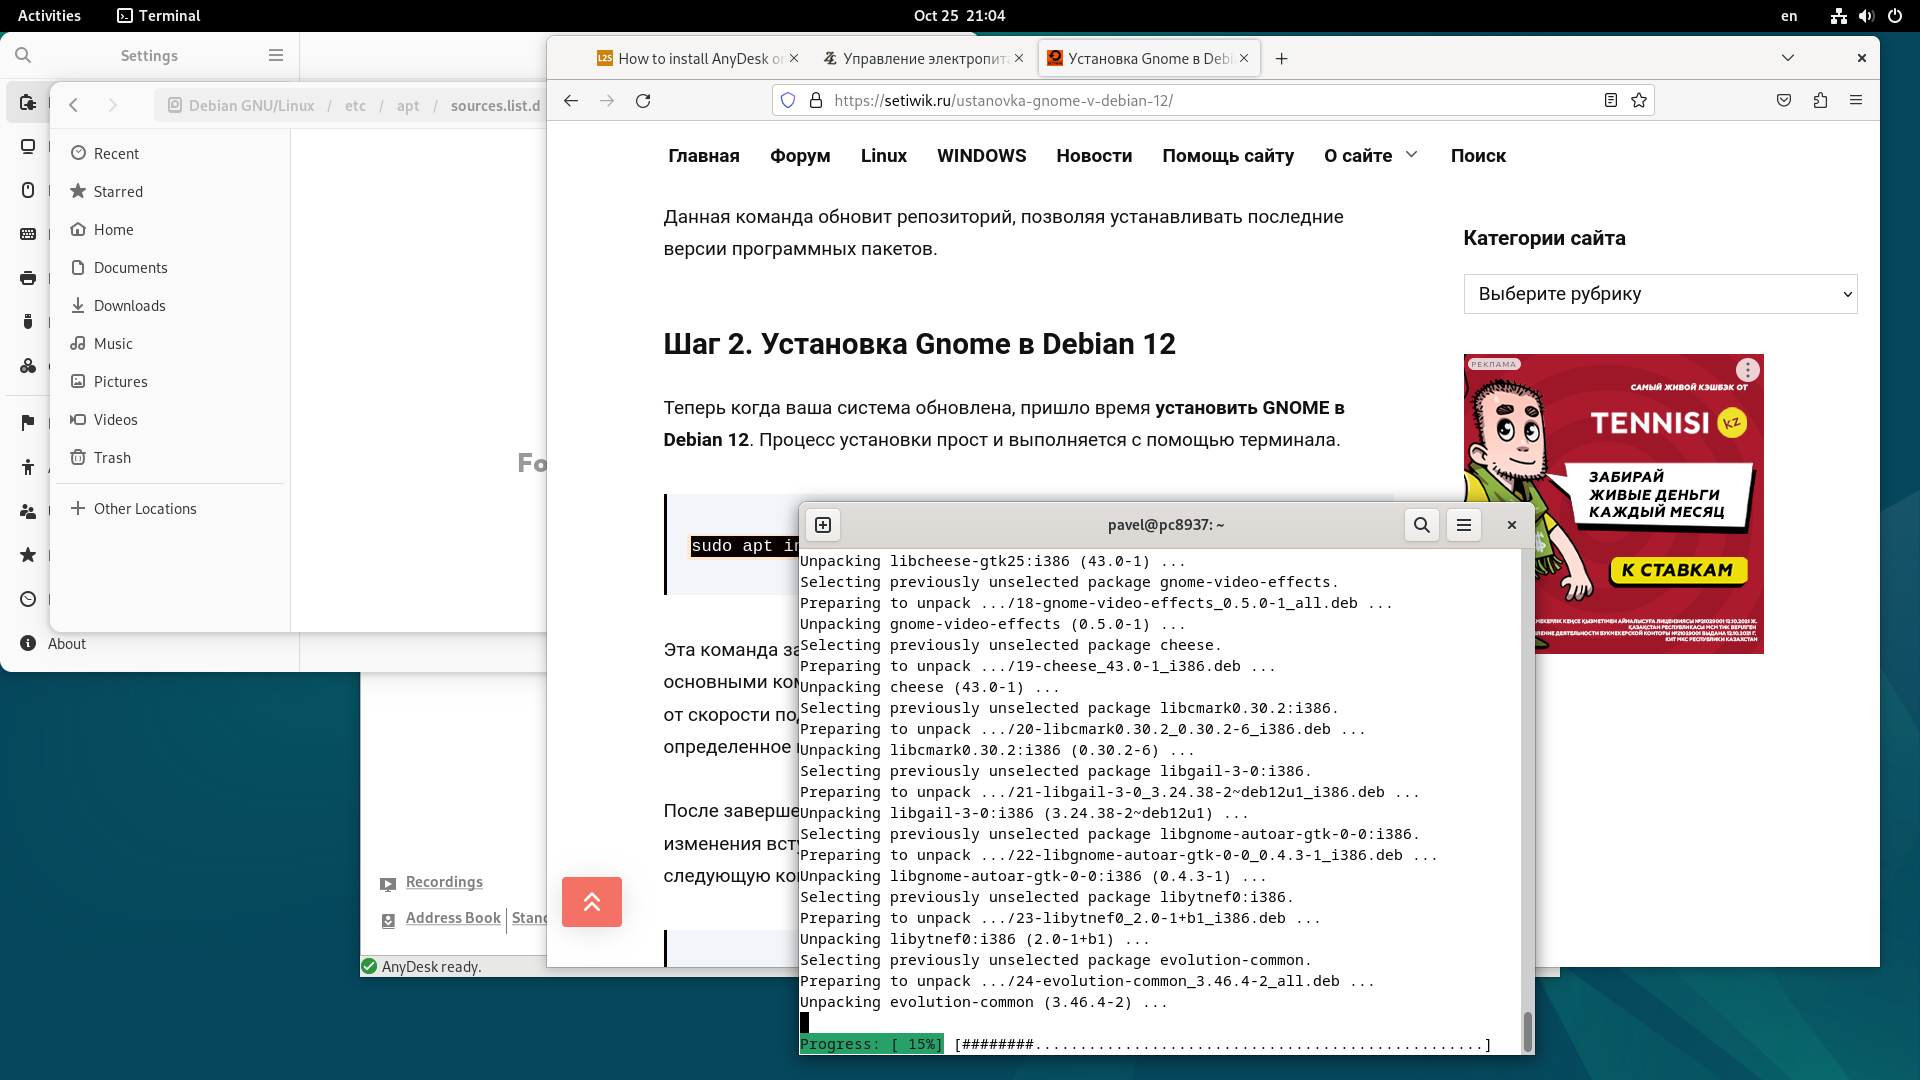 Activities
Terminal
Oct 25 21:04
en
Settings
Debian GNU/Linux / etc / apt / sources.list.d
Recent
Starred
Home
Documents
Downloads
Music
Pictures
Videos
Trash
Other Locations
About
Fo
Recordings
Address Book
Stand
AnyDesk ready.
How to install AnyDesk on
Управление электропита
Установка Gnome в Debi
https://setiwik.ru/ustanovka-gnome-v-debian-12/
Главная
Форум
Linux
WINDOWS
Новости
Помощь сайту
О сайте
Поиск
Данная команда обновит репозиторий, позволяя устанавливать последние
версии программных пакетов.
Шаг 2. Установка Gnome в Debian 12
Теперь когда ваша система обновлена, пришло время установить GNOME в
Debian 12. Процесс установки прост и выполняется с помощью терминала.
sudo apt in
Эта команда за
основными ком
от скорости под
определенное
После заверше
изменения всту
следующую ко
Категории сайта
Выберите рубрику
РЕКЛАМА
САМЫЙ ЖИВОЙ КЭШБЭК ОТ
TENNISI KZ
ЗАБИРАЙ
ЖИВЫЕ ДЕНЬГИ
КАЖДЫЙ МЕСЯЦ
К СТАВКАМ
pavel@pc8937: ~
Unpacking libcheese-gtk25:i386 (43.0-1) ...
Selecting previously unselected package gnome-video-effects.
Preparing to unpack .../18-gnome-video-effects_0.5.0-1_all.deb ...
Unpacking gnome-video-effects (0.5.0-1) ...
Selecting previously unselected package cheese.
Preparing to unpack .../19-cheese_43.0-1_i386.deb ...
Unpacking cheese (43.0-1) ...
Selecting previously unselected package libcmark0.30.2:i386.
Preparing to unpack .../20-libcmark0.30.2_0.30.2-6_i386.deb ...
Unpacking libcmark0.30.2:i386 (0.30.2-6) ...
Selecting previously unselected package libgail-3-0:i386.
Preparing to unpack .../21-libgail-3-0_3.24.38-2~deb12u1_i386.deb ...
Unpacking libgail-3-0:i386 (3.24.38-2~deb12u1) ...
Selecting previously unselected package libgnome-autoar-gtk-0-0:i386.
Preparing to unpack .../22-libgnome-autoar-gtk-0-0_0.4.3-1_i386.deb ...
Unpacking libgnome-autoar-gtk-0-0:i386 (0.4.3-1) ...
Selecting previously unselected package libytnef0:i386.
Preparing to unpack .../23-libytnef0_2.0-1+b1_i386.deb ...
Unpacking libytnef0:i386 (2.0-1+b1) ...
Selecting previously unselected package evolution-common.
Preparing to unpack .../24-evolution-common_3.46.4-2_all.deb ...
Unpacking evolution-common (3.46.4-2) ...
Progress: [ 15%] [########..................................................]